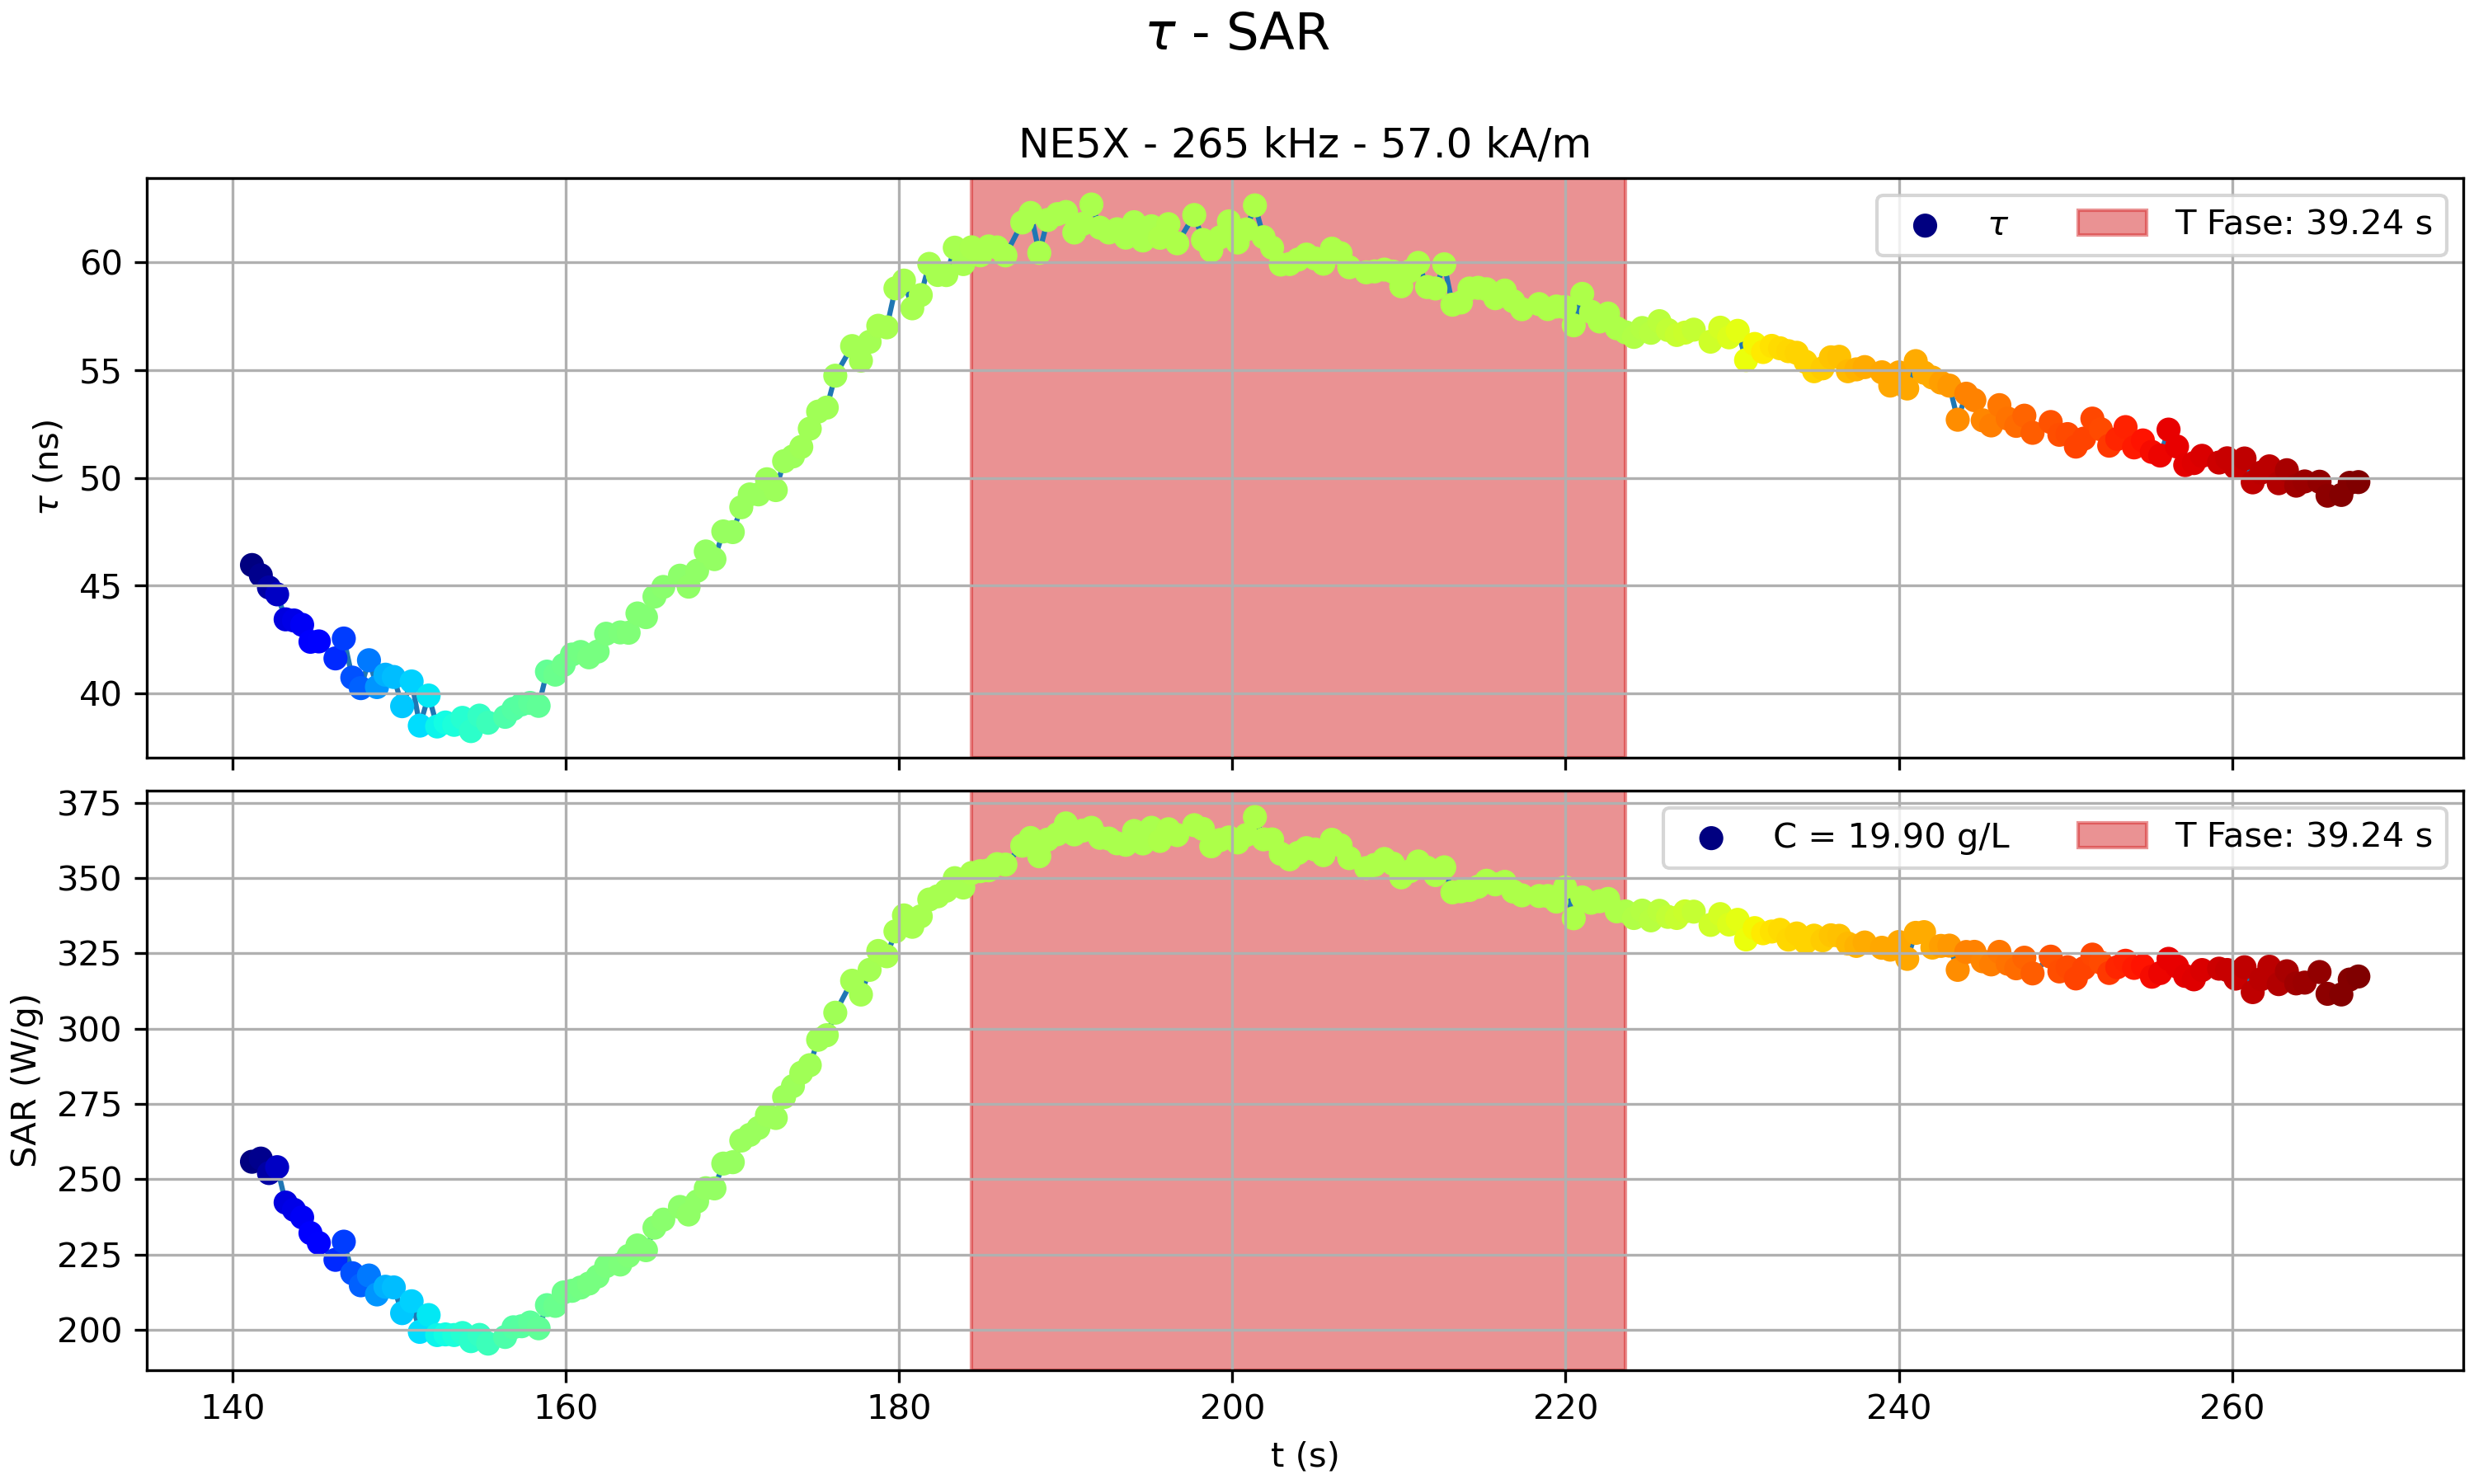 τ - SAR
NE5X - 265 kHz - 57.0 kA/m
τ
T Fase: 39.24 s
60
55
50
45
40
τ (ns)
C = 19.90 g/L
T Fase: 39.24 s
375
350
325
300
275
250
225
200
SAR (W/g)
140 160 180 200 220 240 260
t (s)